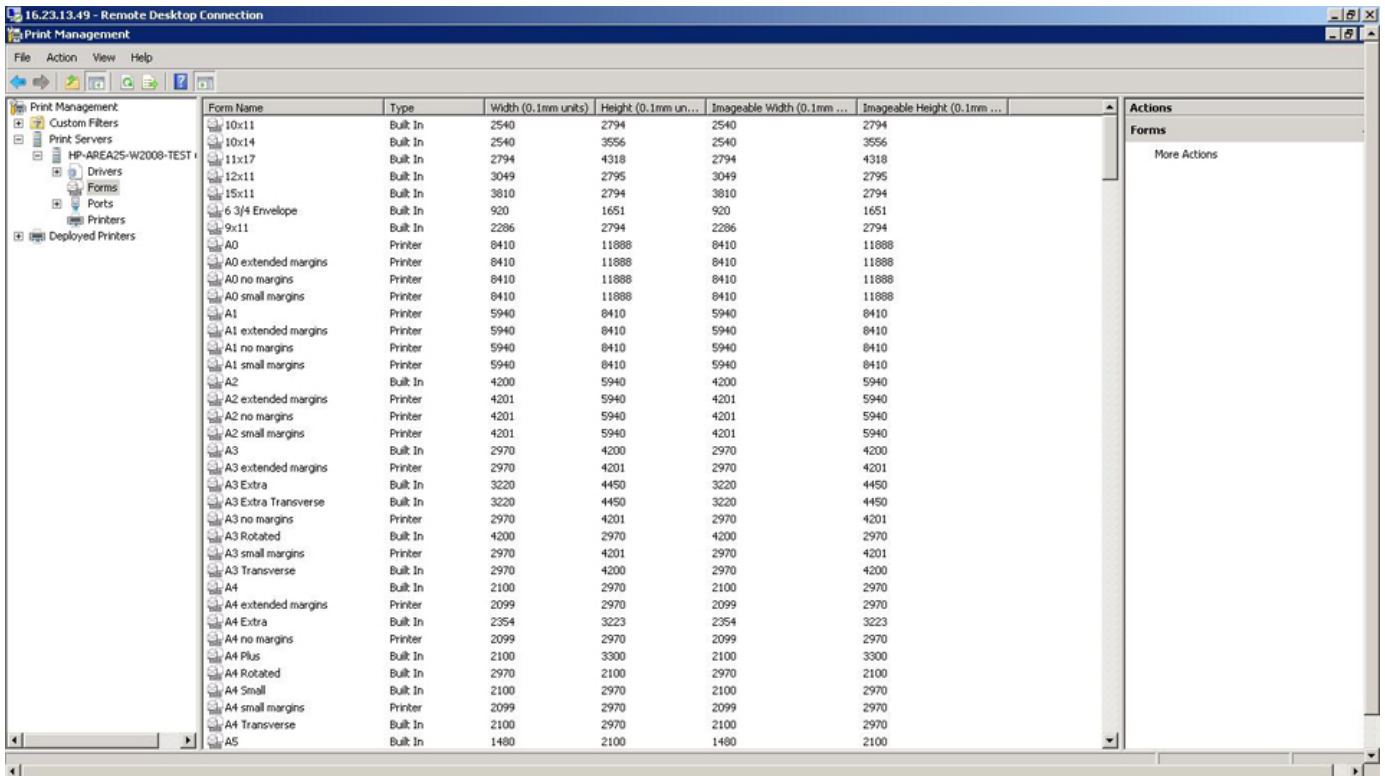 16.23.13.49 - Remote Desktop Connection
Print Management
File Action View Help
Print Management
Custom Filters
Print Servers
HP-AREA25-W2008-TEST
Drivers
Forms
Ports
Printers
Deployed Printers
Form Name Type Width (0.1mm units) Height (0.1mm un... Imageable Width (0.1mm ... Imageable Height (0.1mm ...
10x11 Built In 2540 2794 2540 2794
10x14 Built In 2540 3556 2540 3556
11x17 Built In 2794 4318 2794 4318
12x11 Built In 3049 2795 3049 2795
15x11 Built In 3810 2794 3810 2794
6 3/4 Envelope Built In 920 1651 920 1651
9x11 Built In 2286 2794 2286 2794
A0 Printer 8410 11888 8410 11888
A0 extended margins Printer 8410 11888 8410 11888
A0 no margins Printer 8410 11888 8410 11888
A0 small margins Printer 8410 11888 8410 11888
A1 Printer 5940 8410 5940 8410
A1 extended margins Printer 5940 8410 5940 8410
A1 no margins Printer 5940 8410 5940 8410
A1 small margins Printer 5940 8410 5940 8410
A2 Built In 4200 5940 4200 5940
A2 extended margins Printer 4201 5940 4201 5940
A2 no margins Printer 4201 5940 4201 5940
A2 small margins Printer 4201 5940 4201 5940
A3 Built In 2970 4200 2970 4200
A3 extended margins Printer 2970 4201 2970 4201
A3 Extra Built In 3220 4450 3220 4450
A3 Extra Transverse Built In 3220 4450 3220 4450
A3 no margins Printer 2970 4201 2970 4201
A3 Rotated Built In 4200 2970 4200 2970
A3 small margins Printer 2970 4201 2970 4201
A3 Transverse Built In 2970 4200 2970 4200
A4 Built In 2100 2970 2100 2970
A4 extended margins Printer 2099 2970 2099 2970
A4 Extra Built In 2354 3223 2354 3223
A4 no margins Printer 2099 2970 2099 2970
A4 Plus Built In 2100 3300 2100 3300
A4 Rotated Built In 2970 2100 2970 2100
A4 Small Built In 2100 2970 2100 2970
A4 small margins Printer 2099 2970 2099 2970
A4 Transverse Built In 2100 2970 2100 2970
A5 Built In 1480 2100 1480 2100
Actions
Forms
More Actions